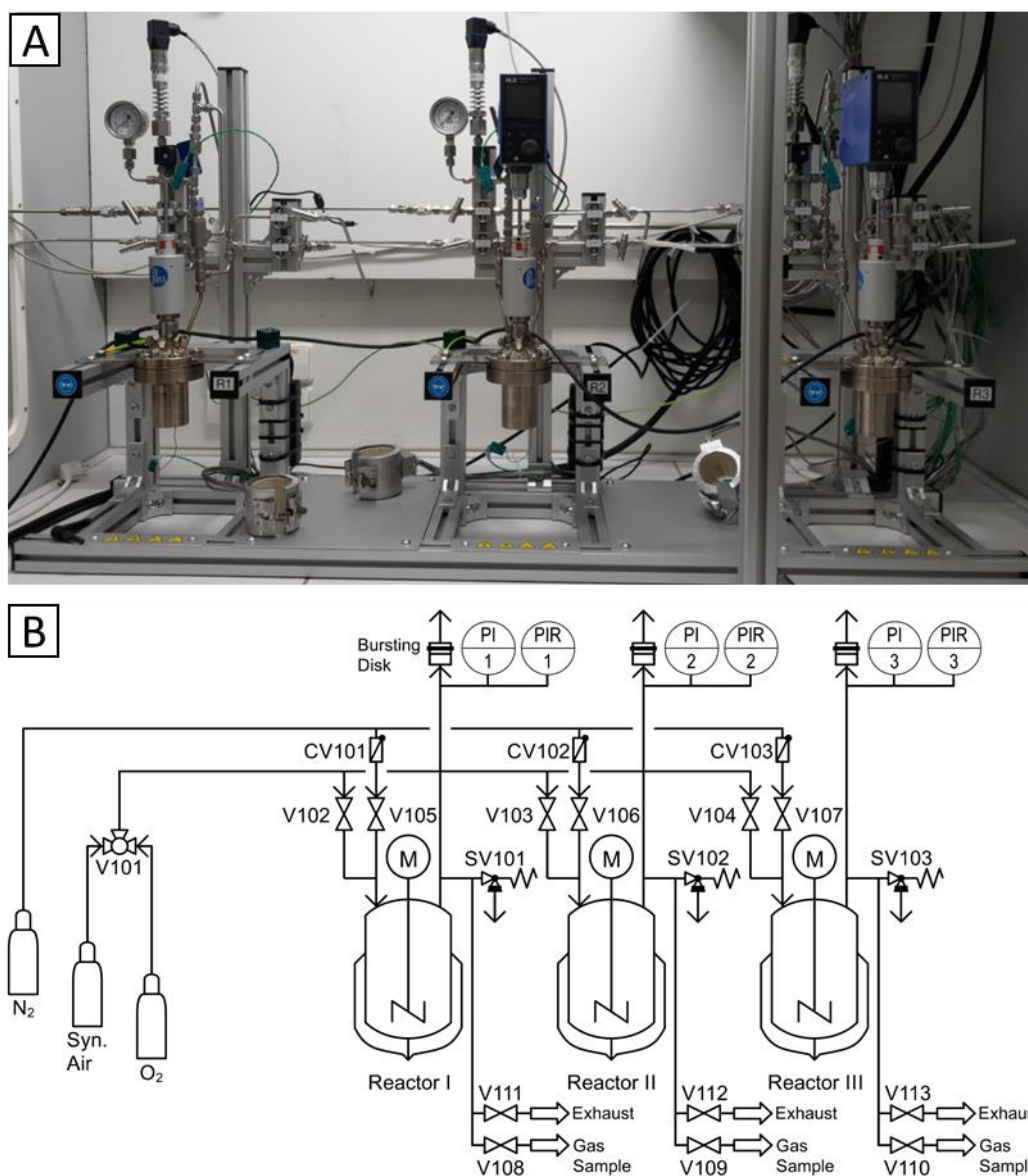 A
R1
R2
R3
B
Bursting
Disk
PI
1
PIR
1
PI
2
PIR
2
PI
3
PIR
3
CV101
CV102
CV103
V102
V105
V103
V106
V104
V107
V101
M
SV101
M
SV102
M
SV103
N₂
Syn.
Air
O₂
Reactor I
Reactor II
Reactor III
V111
Exhaust
V112
Exhaust
V113
Exhaus
V108
Gas
Sample
V109
Gas
Sample
V110
Gas
Sample